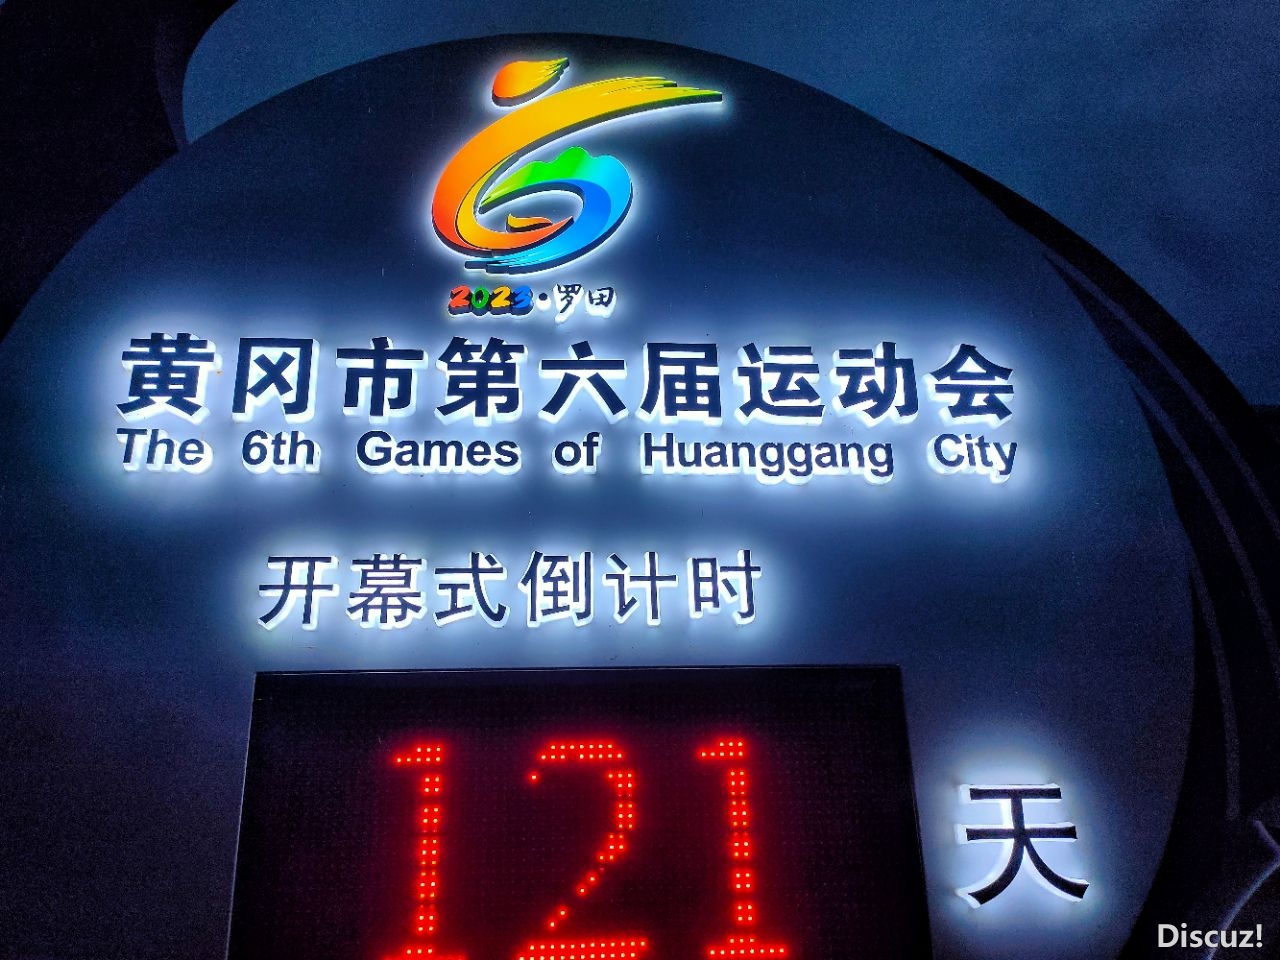 2023·罗田
黄冈市第六届运动会
The 6th Games of Huanggang City
开幕式倒计时
121 天
Discuz!